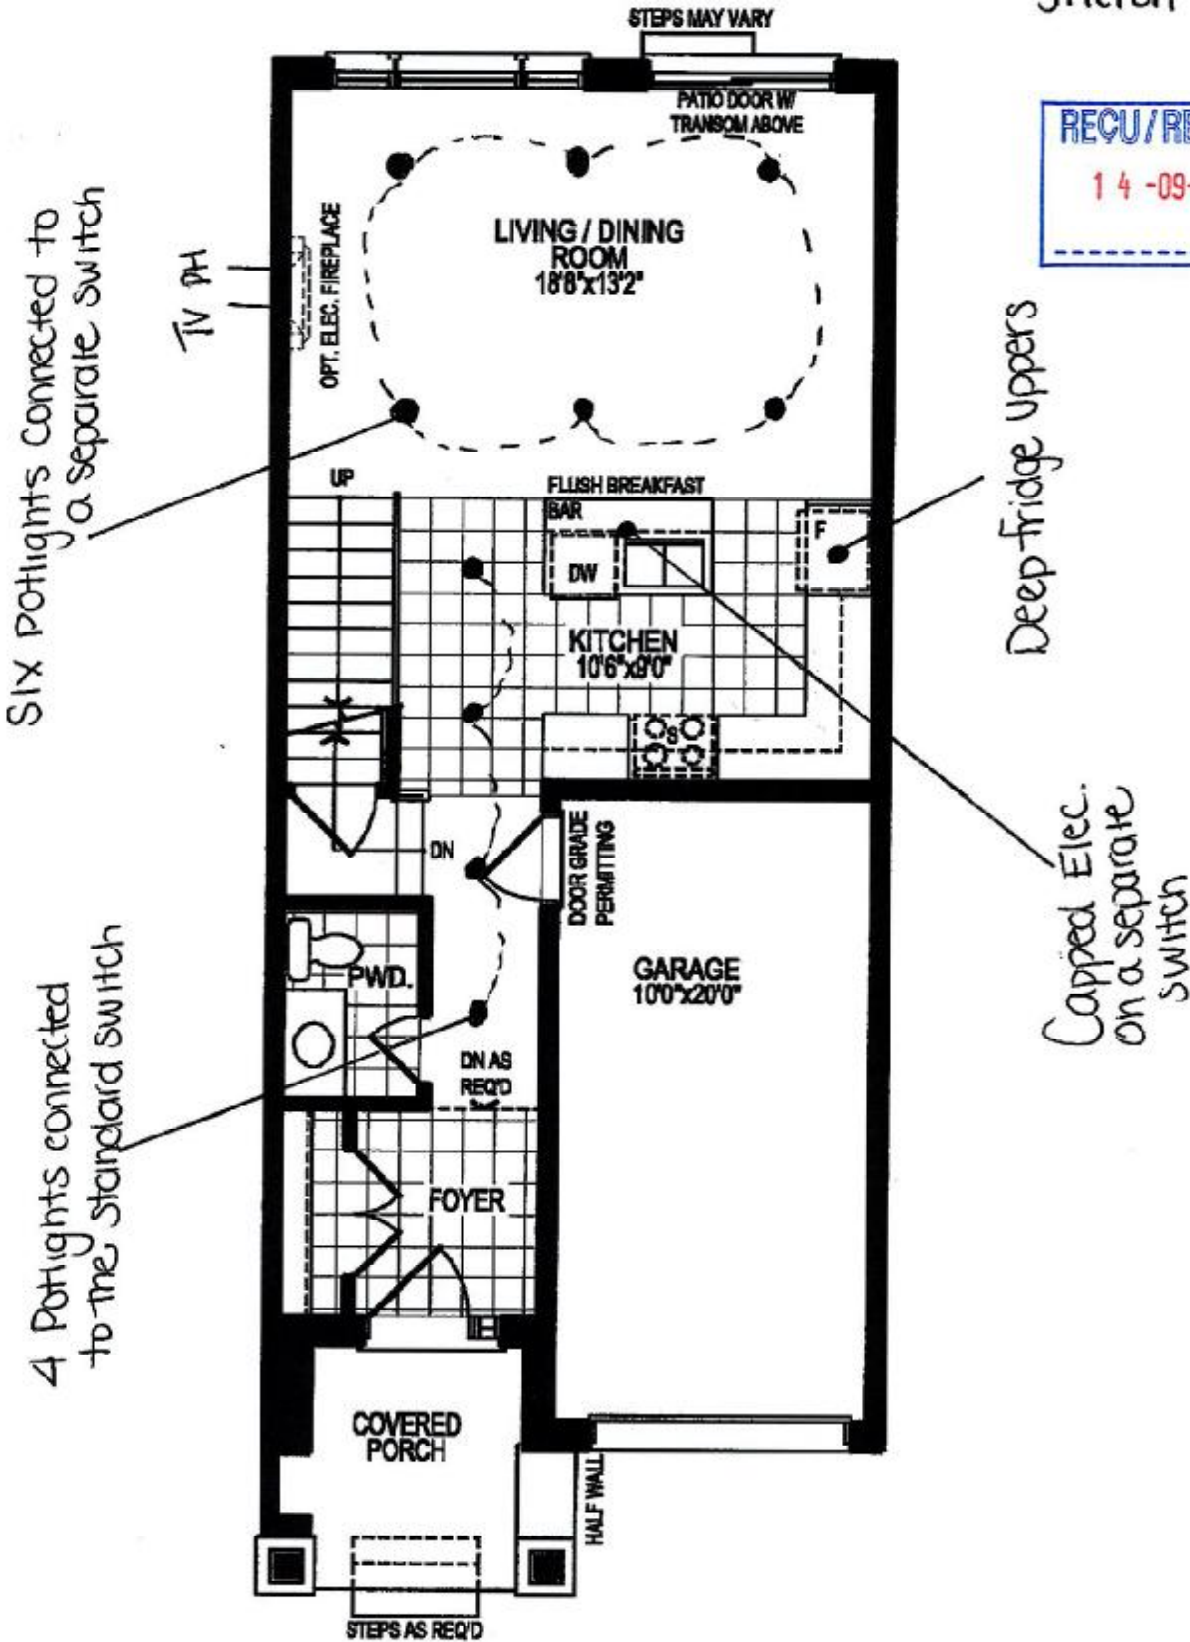 STEPS MAY VARY
REÇU/RE
14-09-
PATIO DOOR W/
TRANSOM ABOVE
Six Potlights Connected to
a separate switch
TV PH
OPT. ELEC. FIREPLACE
LIVING / DINING
ROOM
18'8"x13'2"
Deep fridge uppers
UP
FLUSH BREAKFAST
BAR
F
DW
KITCHEN
10'6"x9'0"
S
DN
DOOR GRADE
PERMITTING
Capped Elec.
on a separate
switch
PWD.
GARAGE
10'0"x20'0"
4 Potlights connected
to the standard switch
DN AS
REQ'D
FOYER
COVERED
PORCH
HALF WALL
STEPS AS REQ'D